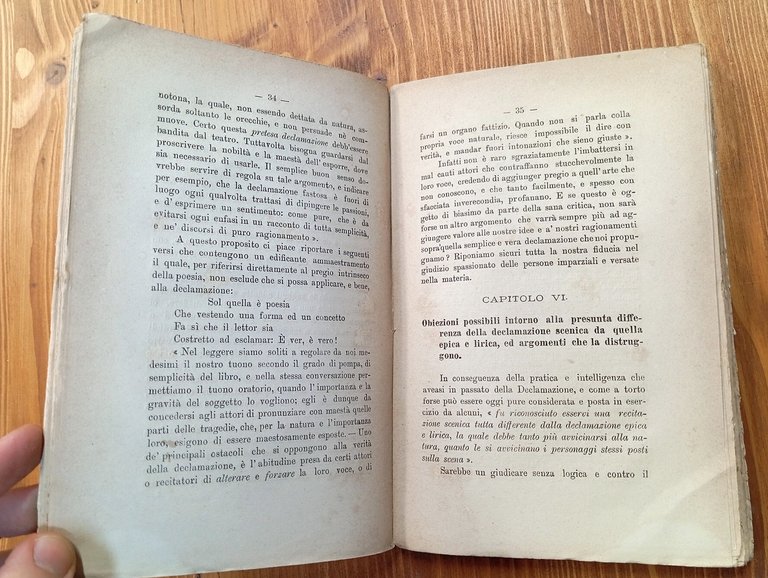 — 34 —
notona, la quale, non essendo dettata da natura, as-
sorda soltanto le orecchie, e non persuade nè com-
muove. Certo questa pretesa declamazione debb'essere
bandita dal teatro. Tuttavolta bisogna guardarsi dal
proscrivere la nobiltà e la maestà dell'esporre, dove
sia necessario di usarle. Il semplice buon senso do-
vrebbe servire di regola su tale argomento, e indicare
per esempio, che la declamazione fastosa è fuori di
luogo ogni qualvolta trattasi di dipingere le passioni,
e d'esprimere un sentimento: come pure, che è da
evitarsi ogni enfasi in un racconto di tutta semplicità,
e ne' discorsi di puro ragionamento ».
A questo proposito ci piace riportare i seguenti
versi che contengono un edificante ammaestramento
il quale, per riferirsi direttamente al pregio intrinseco
della poesia, non esclude che si possa applicare, e bene,
alla declamazione:
Sol quella è poesia
Che vestendo una forma ed un concetto
Fa sì che il lettor sia
Costretto ad esclamar: È ver, è vero!
« Nel leggere siamo soliti a regolare da noi me-
desimi il nostro tuono secondo il grado di pompa, di
semplicità del libro, e nella stessa conversazione per-
mettiamo il tuono oratorio, quando l'importanza e la
gravità del soggetto lo vogliono; egli è dunque da
concedersi agli attori di pronunziare con maestà quelle
parti delle tragedie, che, per la natura e l'importanza
loro, esigono di essere maestosamente esposte. — Uno
de' principali ostacoli che si oppongono alla verità
della declamazione, è l'abitudine presa da certi attori
o recitatori di alterare e forzare la loro voce, o di
— 35 —
farsi un organo fattizio. Quando non si parla colla
propria voce naturale, riesce impossibile il dire con
verità, e mandar fuori intonazioni che sieno giuste ».
Infatti non è raro sgraziatamente l'imbattersi in
mal cauti attori che contraffanno stucchevolmente la
loro voce, credendo di aggiunger pregio a quell'arte che
non conoscono, e che tanto facilmente, e spesso con
sfacciata inverecondia, profanano. E se questo è og-
getto di biasimo da parte della sana critica, non sarà
forse un altro argomento che varrà sempre più ad ag-
giungere valore alle nostre idee e a' nostri ragionamenti
sopra quella semplice e vera declamazione che noi propu-
gnamo? Riponiamo sicuri tutta la nostra fiducia nel
giudizio spassionato delle persone imparziali e versate
nella materia.
CAPITOLO VI.
Obiezioni possibili intorno alla presunta diffe-
renza della declamazione scenica da quella
epica e lirica, ed argomenti che la distrug-
gono.
In conseguenza della pratica e intelligenza che
aveasi in passato della Declamazione, e come a torto
forse può essere oggi pure considerata e posta in eser-
cizio da alcuni, « fu riconosciuto esservi una recita-
zione scenica tutta differente dalla declamazione epica
e lirica, la quale debbe tanto più avvicinarsi alla na-
tura, quanto le si avvicinano i personaggi stessi posti
sulla scena ».
Sarebbe un giudicare senza logica e contro il